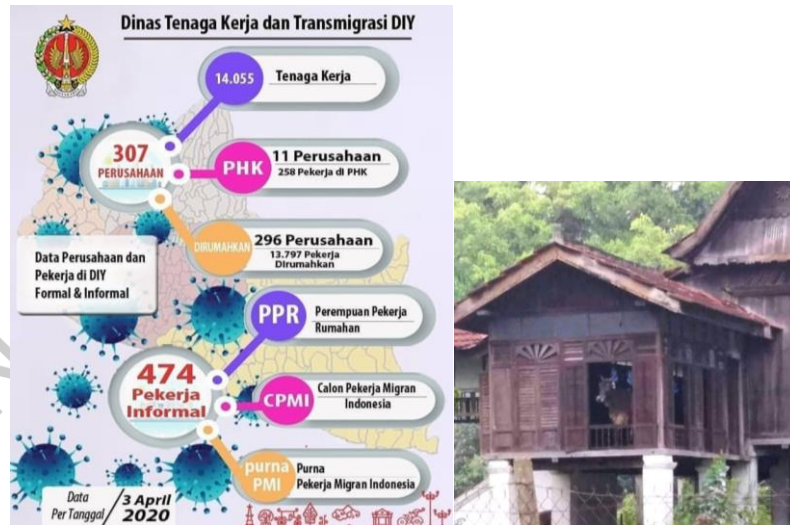 Dinas Tenaga Kerja dan Transmigrasi DIY
14.055
Tenaga Kerja
307
PERUSAHAAN
PHK
11 Perusahaan
258 Pekerja di PHK
DIRUMAHKAN
296 Perusahaan
13.797 Pekerja
Dirumahkan
Data Perusahaan dan
Pekerja di DIY
Formal & Informal
PPR
Perempuan Pekerja
Rumahan
474
Pekerja
Informal
CPMI
Calon Pekerja Migran
Indonesia
purna
PMI
Purna
Pekerja Migran Indonesia
Data
Per Tanggal
3 April
2020